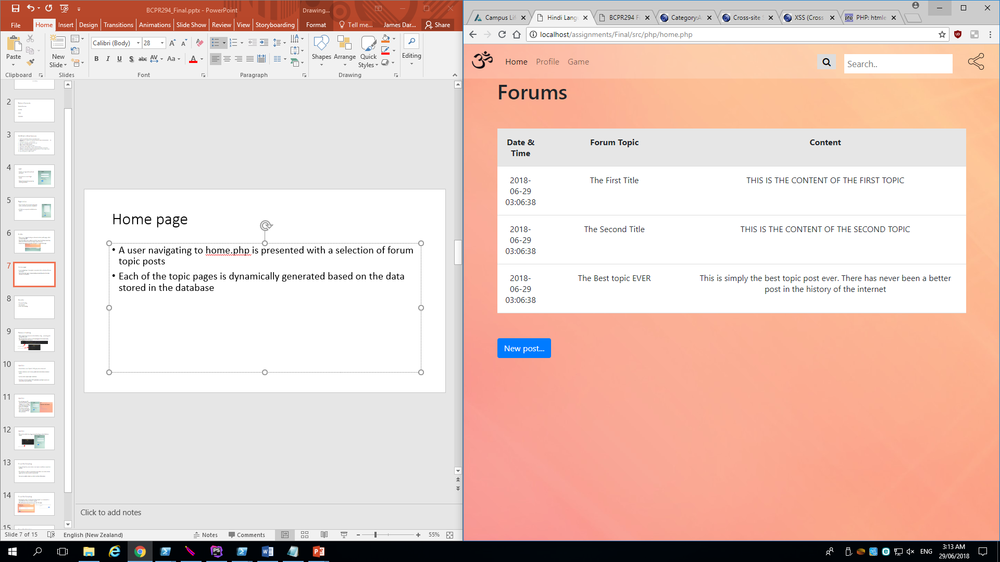 BCPR294_Final.pptx - PowerPoint
Drawing...
File
Home
Insert
Design
Transitions
Animations
Slide Show
Review
View
Storyboarding
Format
Tell me...
James Dar...
Share
Paste
Clipboard
New
Slide
Slides
Calibri (Body)
28
B
I
U
S
abc
AV
Aa
A
Font
Paragraph
Shapes
Arrange
Quick
Styles
Drawing
Editing
2
3
4
5
6
7
8
9
10
11
12
13
14
15
Home page
• A user navigating to home.php is presented with a selection of forum
topic posts
• Each of the topic pages is dynamically generated based on the data
stored in the database
Click to add notes
Slide 7 of 15
English (New Zealand)
Notes
Comments
55%
Campus Lif
Hindi Lang
BCPR294 Fi
Category:A
Cross-site S
XSS (Cross
PHP: htmle
localhost/assignments/Final/src/php/home.php
ॐ
Home
Profile
Game
Search..
Forums
Date &
Time
Forum Topic
Content
2018-
06-29
03:06:38
The First Title
THIS IS THE CONTENT OF THE FIRST TOPIC
2018-
06-29
03:06:38
The Second Title
THIS IS THE CONTENT OF THE SECOND TOPIC
2018-
06-29
03:06:38
The Best topic EVER
This is simply the best topic post ever. There has never been a better
post in the history of the internet
New post...
ENG
3:13 AM
29/06/2018